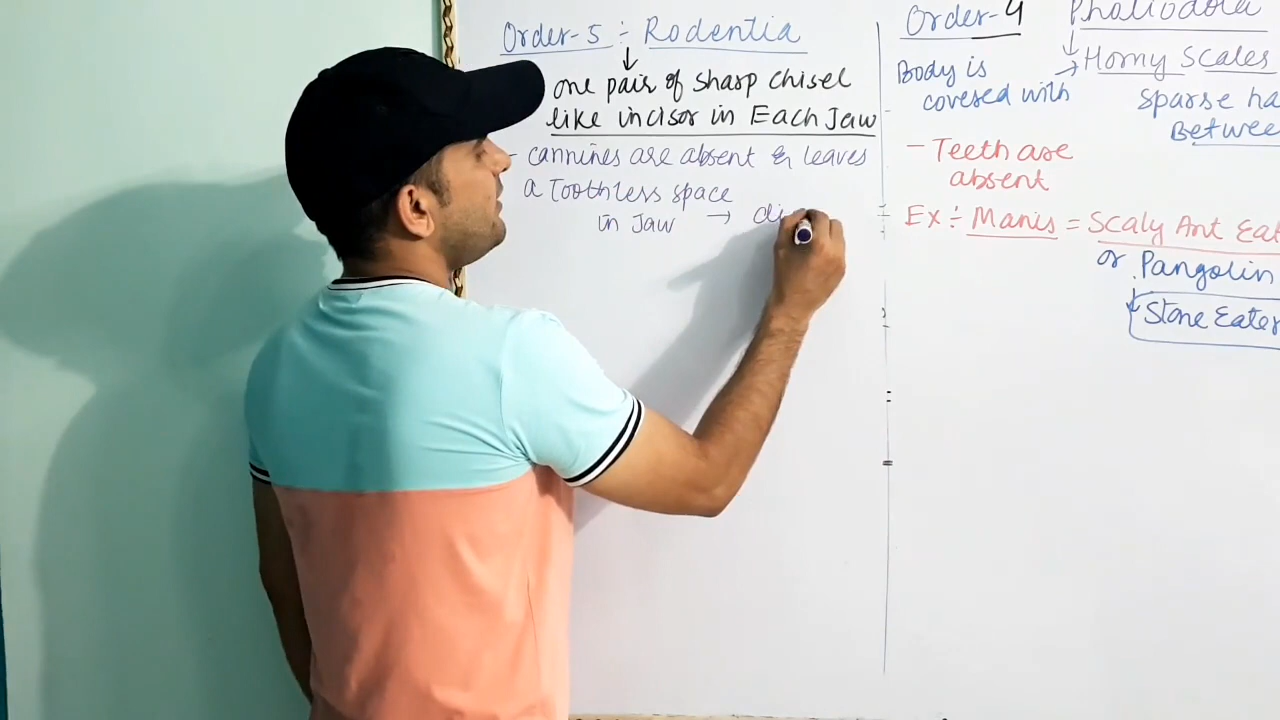 Order-5 ÷ Rodentia
↓
one pair of sharp chisel
like incisor in Each Jaw
- cannines are absent & leaves
a Toothless space
in Jaw → di
Order-4 Pholiodota
↓
Body is → Horny Scales
covered with
sparse ha
Betwee
- Teeth are
absent
Ex ÷ Manis = Scaly Ant Eat
or Pangolin
Stone Eater